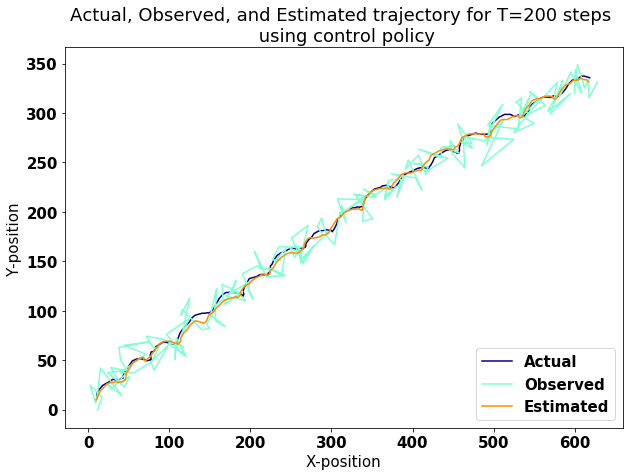 Actual, Observed, and Estimated trajectory for T=200 steps
using control policy
350
300
250
200
150
100
50
0
Y-position
Actual
Observed
Estimated
0 100 200 300 400 500 600
X-position